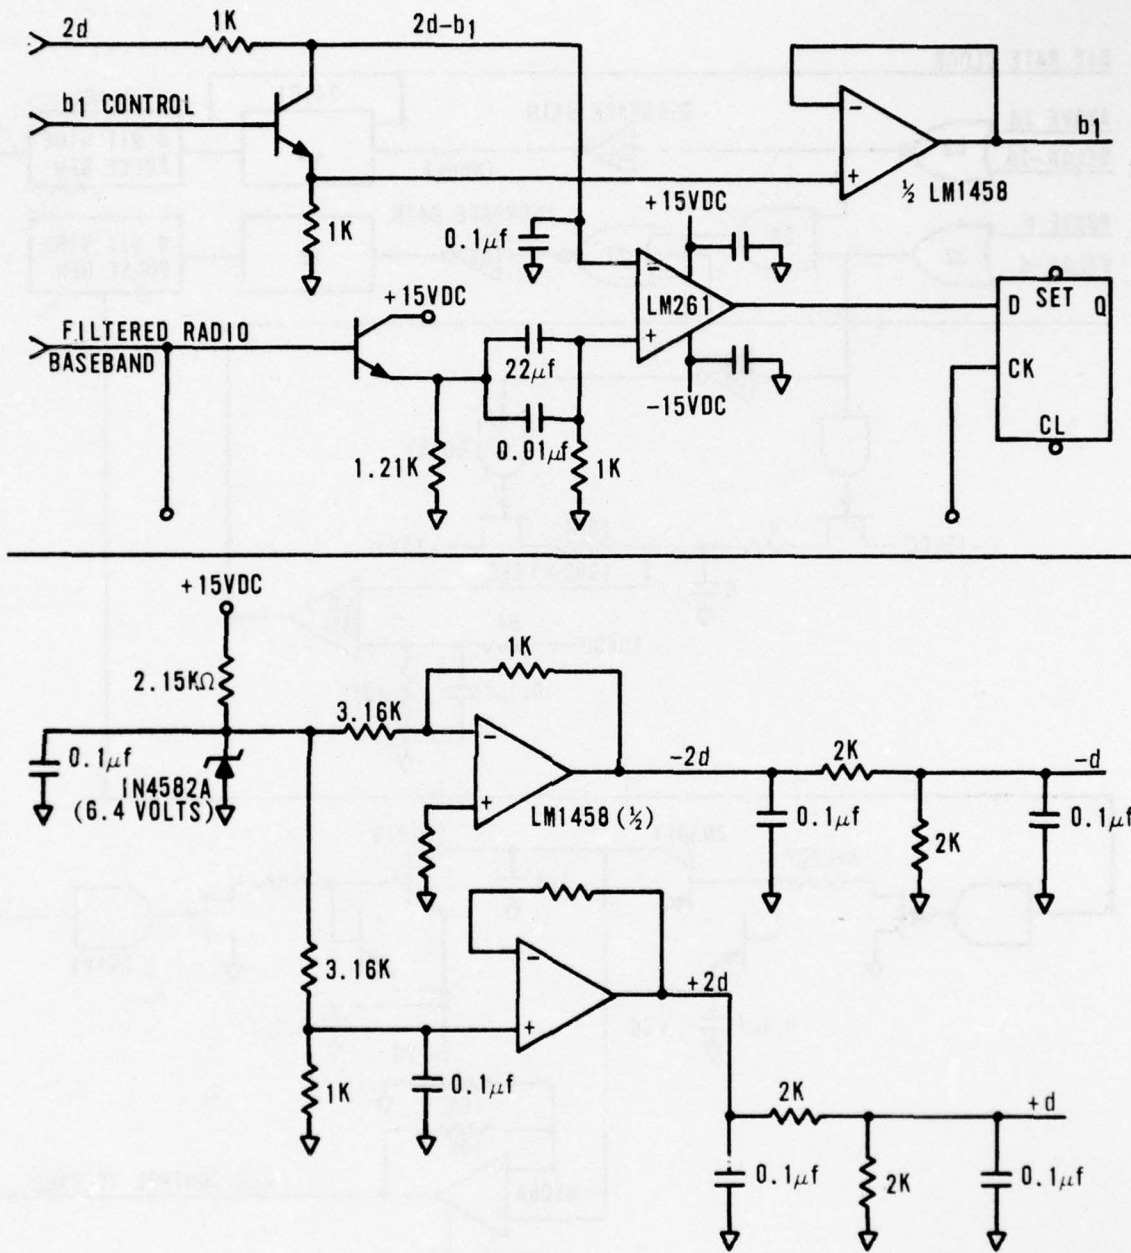 2d
1K
2d-b1
b1 CONTROL
1K
0.1μf
+15VDC
-
+
½ LM1458
b1
-
LM261
+
-15VDC
D SET Q
CK
CL
+15VDC
FILTERED RADIO
BASEBAND
22μf
0.01μf
1.21K
1K
+15VDC
2.15KΩ
0.1μf
IN4582A
(6.4 VOLTS)
3.16K
1K
-
+
LM1458 (½)
-2d
2K
-d
0.1μf
2K
0.1μf
3.16K
1K
0.1μf
-
+
+2d
2K
+d
0.1μf
2K
0.1μf